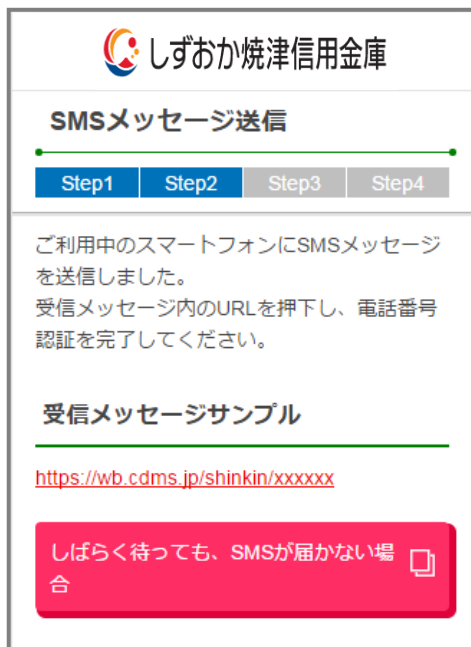 しずおか焼津信用金庫
SMSメッセージ送信
Step1 Step2 Step3 Step4
ご利用中のスマートフォンにSMSメッセージ
を送信しました。
受信メッセージ内のURLを押下し、電話番号
認証を完了してください。
受信メッセージサンプル
https://wb.cdms.jp/shinkin/xxxxxx
しばらく待っても、SMSが届かない場
合